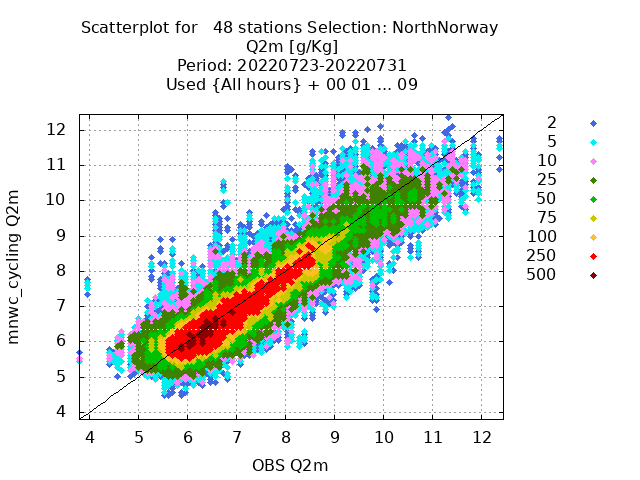 Scatterplot for   48 stations Selection: NorthNorway
Q2m [g/Kg]
Period: 20220723-20220731
Used {All hours} + 00 01 ... 09
12
11
10
9
8
7
6
5
4
mnwc_cycling Q2m
4 5 6 7 8 9 10 11 12
OBS Q2m
2
5
10
25
50
75
100
250
500